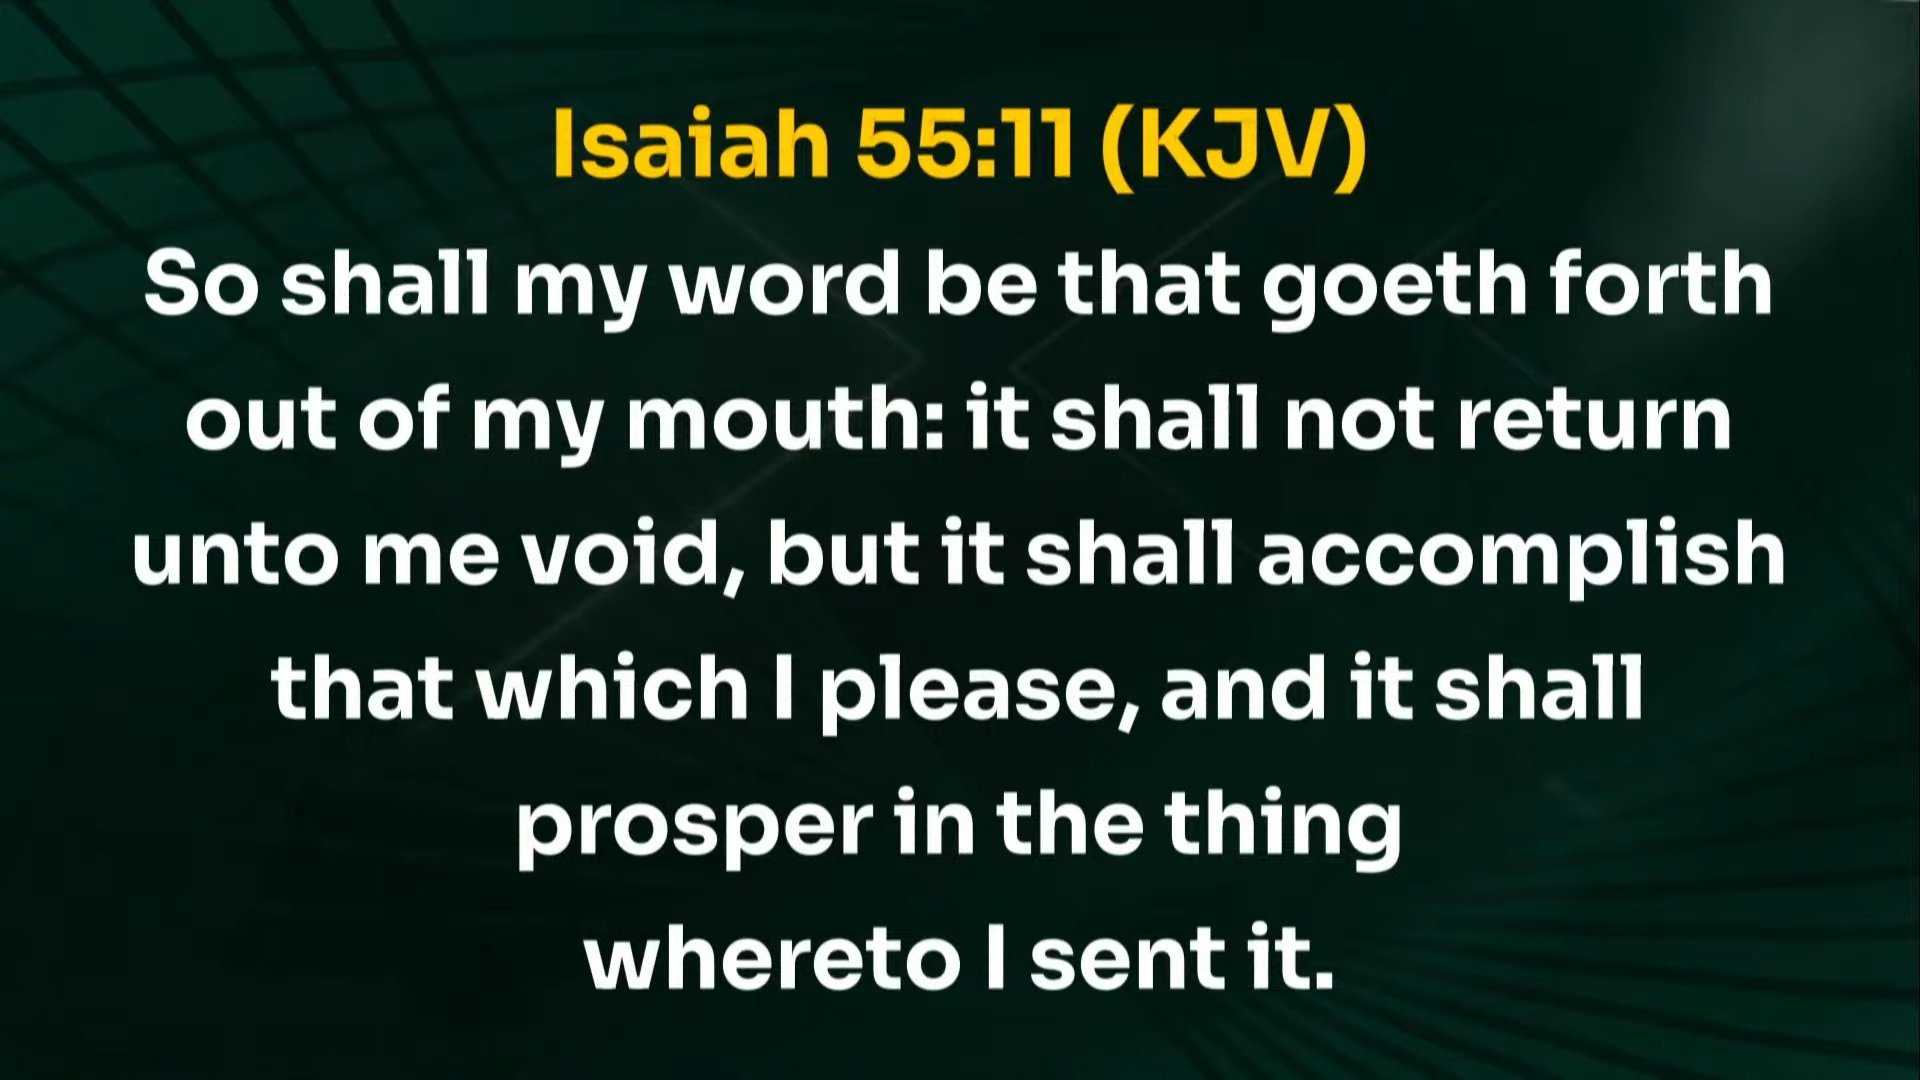 Isaiah 55:11 (KJV)
So shall my word be that goeth forth
out of my mouth: it shall not return
unto me void, but it shall accomplish
that which I please, and it shall
prosper in the thing
whereto I sent it.